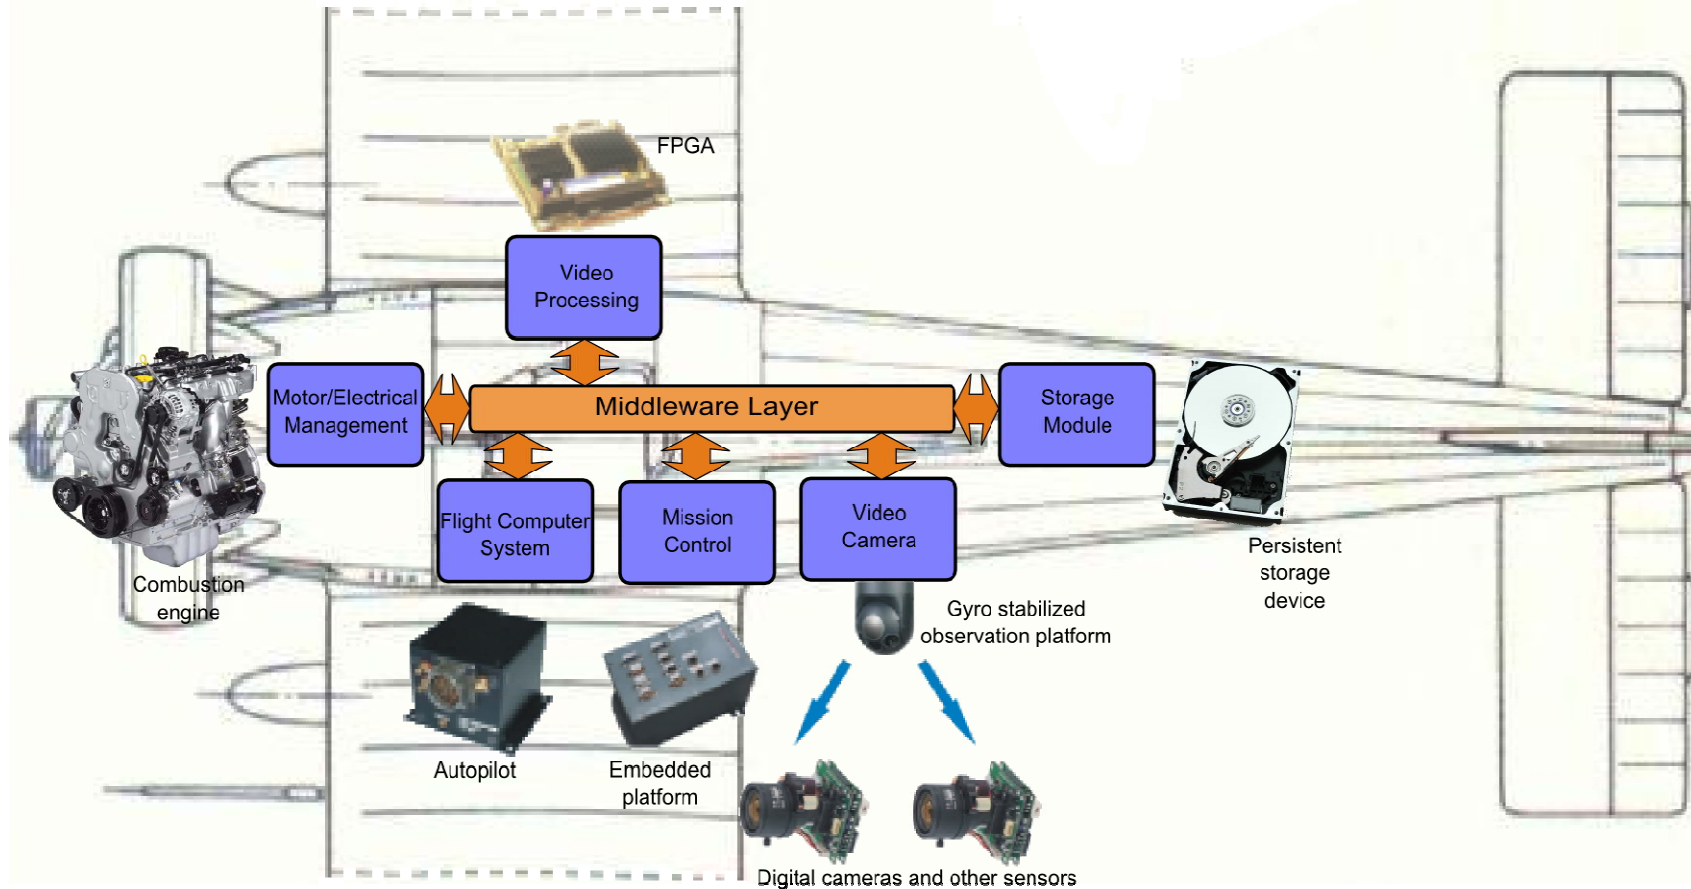 FPGA
Video
Processing
Motor/Electrical
Management
Middleware Layer
Storage
Module
Flight Computer
System
Mission
Control
Video
Camera
Combustion
engine
Persistent
storage
device
Gyro stabilized
observation platform
Autopilot
Embedded
platform
Digital cameras and other sensors